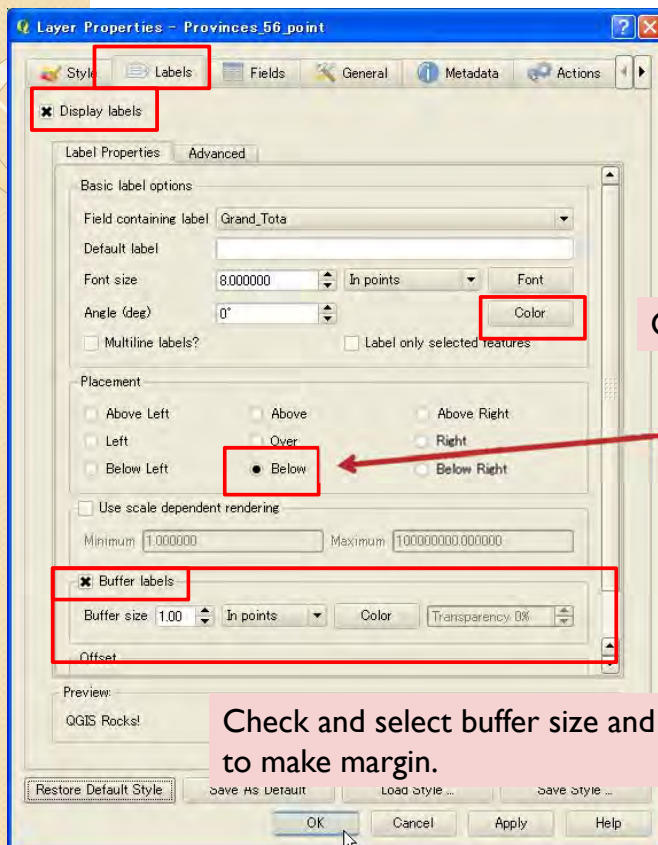 Layer Properties - Provinces_56_point
Style Labels Fields General Metadata Actions
Display labels
Label Properties Advanced
Basic label options
Field containing label Grand_Tota
Default label
Font size 8.000000 In points Font
Angle (deg) 0° Color
Multiline labels? Label only selected features
Placement
Above Left Above Above Right
Left Over Right
Below Left Below Below Right
Use scale dependent rendering
Minimum 1.000000 Maximum 100000000.000000
Buffer labels
Buffer size 1.00 In points Color Transparency 0%
Offset
Preview:
QGIS Rocks!
Check and select buffer size and
to make margin.
Restore Default Style Save As Default Load Style ... Save Style ...
OK Cancel Apply Help